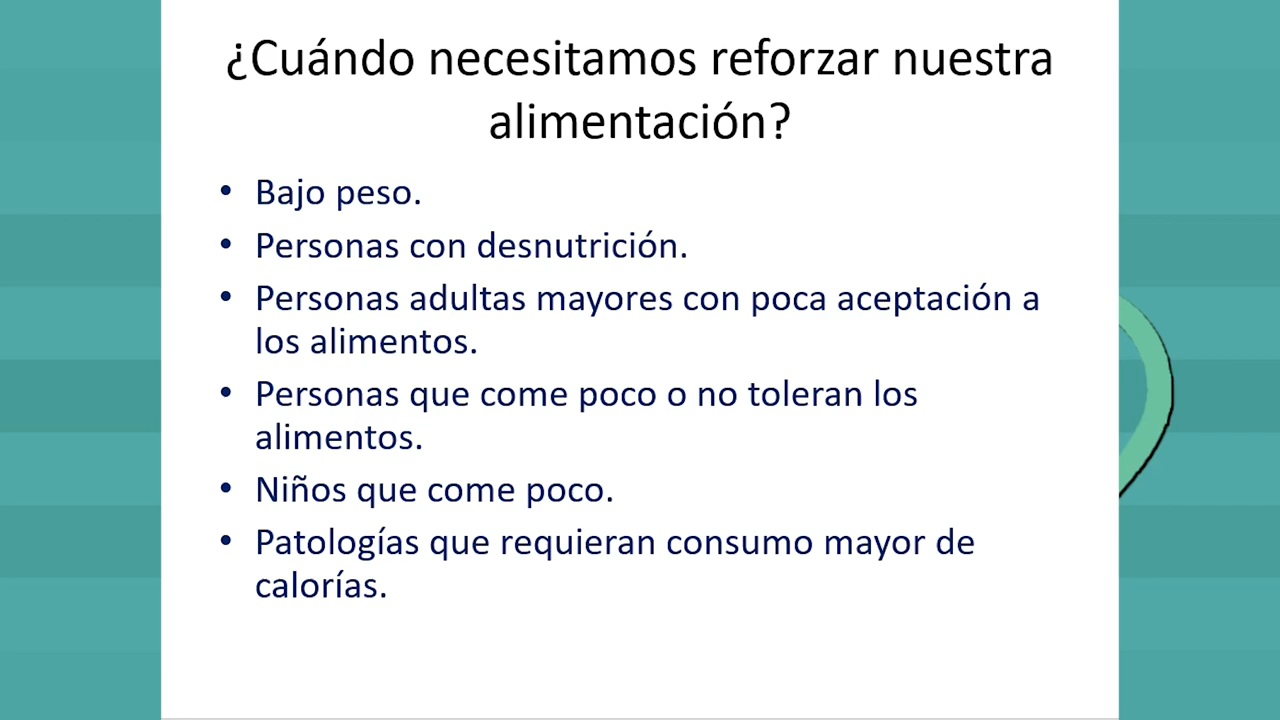 ¿Cuándo necesitamos reforzar nuestra
alimentación?
• Bajo peso.
• Personas con desnutrición.
• Personas adultas mayores con poca aceptación a
los alimentos.
• Personas que come poco o no toleran los
alimentos.
• Niños que come poco.
• Patologías que requieran consumo mayor de
calorías.